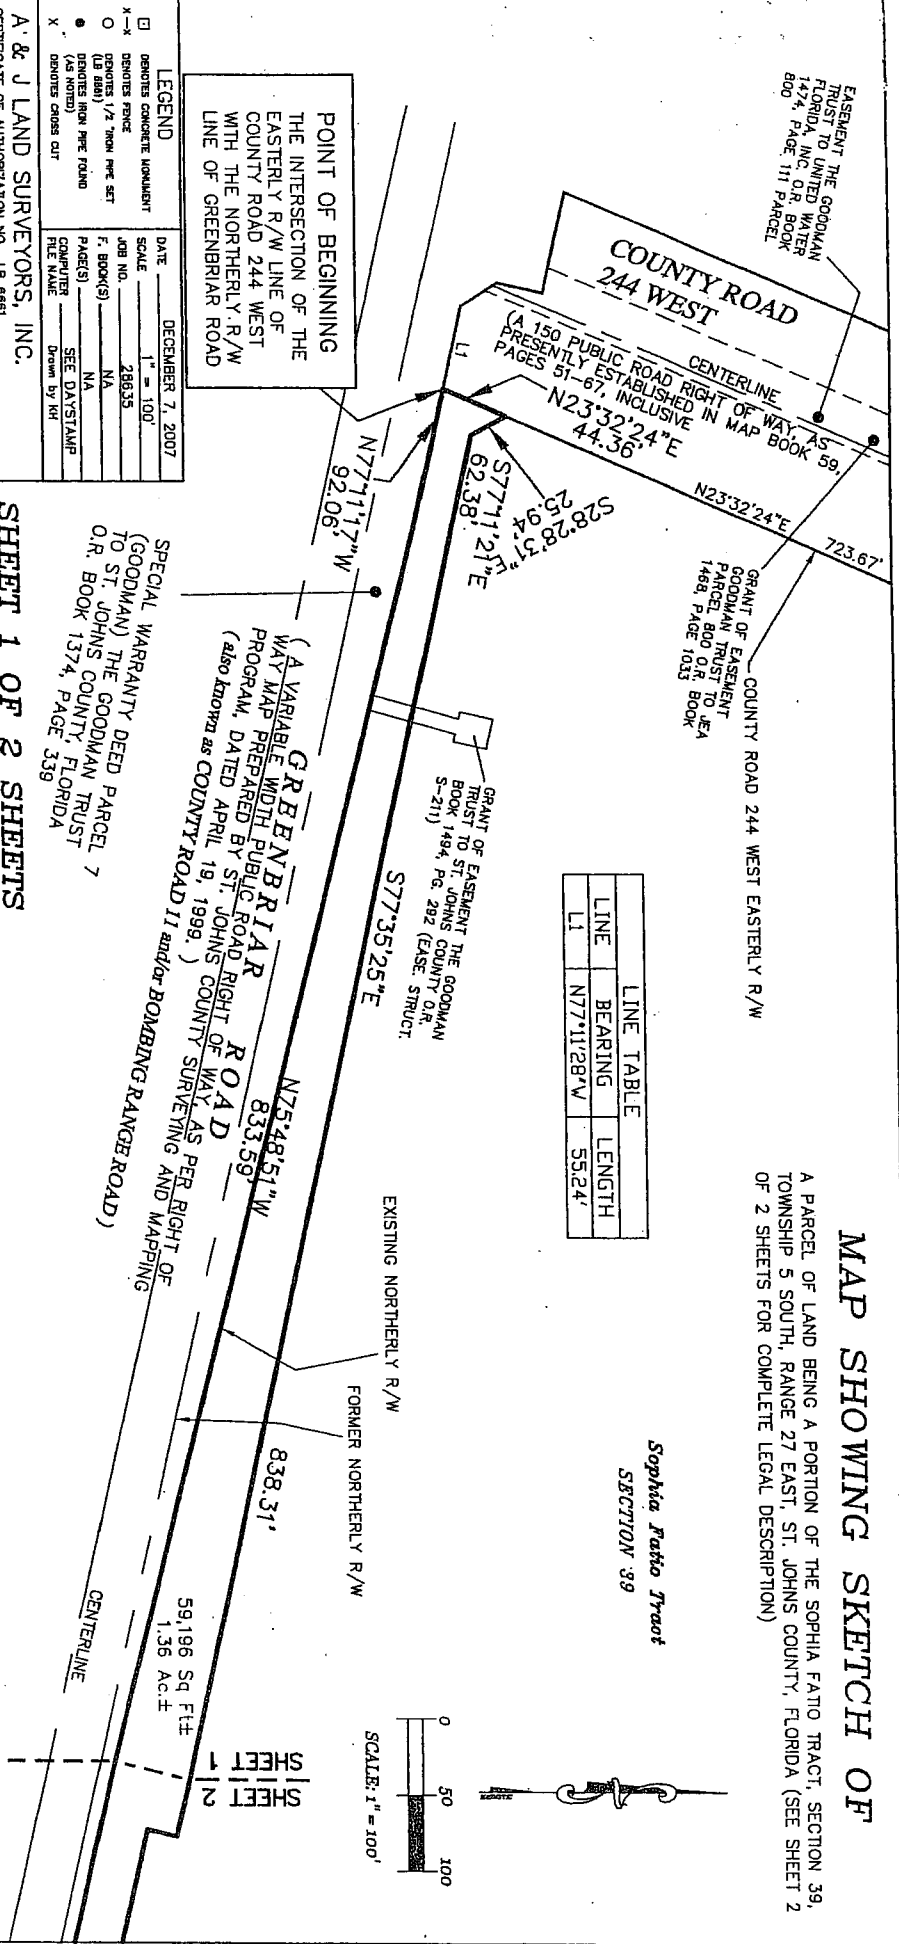 MAP SHOWING SKETCH OF
A PARCEL OF LAND BEING A PORTION OF THE SOPHIA FATIO TRACT, SECTION 39,
TOWNSHIP 5 SOUTH, RANGE 27 EAST, ST. JOHNS COUNTY, FLORIDA (SEE SHEET 2
OF 2 SHEETS FOR COMPLETE LEGAL DESCRIPTION)
EASEMENT THE GOODMAN
TRUST TO UNITED WATER
FLORIDA, INC. O.R. BOOK
1474, PAGE 111 PARCEL
800
COUNTY ROAD
244 WEST
CENTERLINE
(A 150 PUBLIC ROAD RIGHT OF WAY, AS
PRESENTLY ESTABLISHED IN MAP BOOK 59,
PAGES 51-67, INCLUSIVE
L1
N23°32'24"E
44.36'
N23°32'24"E
723.67'
S28°28'31"E
25.94'
S77°11'21"E
62.38'
GRANT OF EASEMENT
GOODMAN TRUST TO JEA
PARCEL 800 O.R. BOOK
1468, PAGE 1033
COUNTY ROAD 244 WEST EASTERLY R/W
LINE TABLE
LINE BEARING LENGTH
L1 N77°11'28"W 55.24'
Sophia Fatio Tract
SECTION 39
0 50 100
SCALE: 1" = 100'
GRANT OF EASEMENT THE GOODMAN
TRUST TO ST. JOHNS COUNTY O.R.
BOOK 1494, PG. 292 (EASE. STRUCT.
S-211)
S77°35'25"E
838.31'
EXISTING NORTHERLY R/W
FORMER NORTHERLY R/W
59,196 Sq Ft±
1.36 Ac.±
SHEET 2
SHEET 1
CENTERLINE
POINT OF BEGINNING
THE INTERSECTION OF THE
EASTERLY R/W LINE OF
COUNTY ROAD 244 WEST
WITH THE NORTHERLY R/W
LINE OF GREENBRIAR ROAD
N77°11'17"W
92.06'
N75°48'51"W
833.59'
GREENBRIAR ROAD
( A VARIABLE WIDTH PUBLIC ROAD RIGHT OF WAY, AS PER RIGHT OF
WAY MAP PREPARED BY ST. JOHNS COUNTY SURVEYING AND MAPPING
PROGRAM, DATED APRIL 19, 1999. )
(also known as COUNTY ROAD 11 and/or BOMBING RANGE ROAD)
SPECIAL WARRANTY DEED PARCEL 7
(GOODMAN) THE GOODMAN TRUST
TO ST. JOHNS COUNTY, FLORIDA
O.R. BOOK 1374, PAGE 339
LEGEND
DENOTES CONCRETE MONUMENT
X-X DENOTES FENCE
O DENOTES 1/2 "IRON PIPE SET
(LB 6661)
DENOTES IRON PIPE FOUND
(AS NOTED)
X DENOTES CROSS CUT
DATE DECEMBER 7, 2007
SCALE 1" = 100'
JOB NO. 28635
F. BOOK(S) NA
PAGE(S) NA
COMPUTER
FILE NAME SEE DAYSTAMP
Drawn by KH
A & J LAND SURVEYORS, INC.
CERTIFICATE OF AUTHORIZATION NO. LB 6661
SHEET 1 OF 2 SHEETS